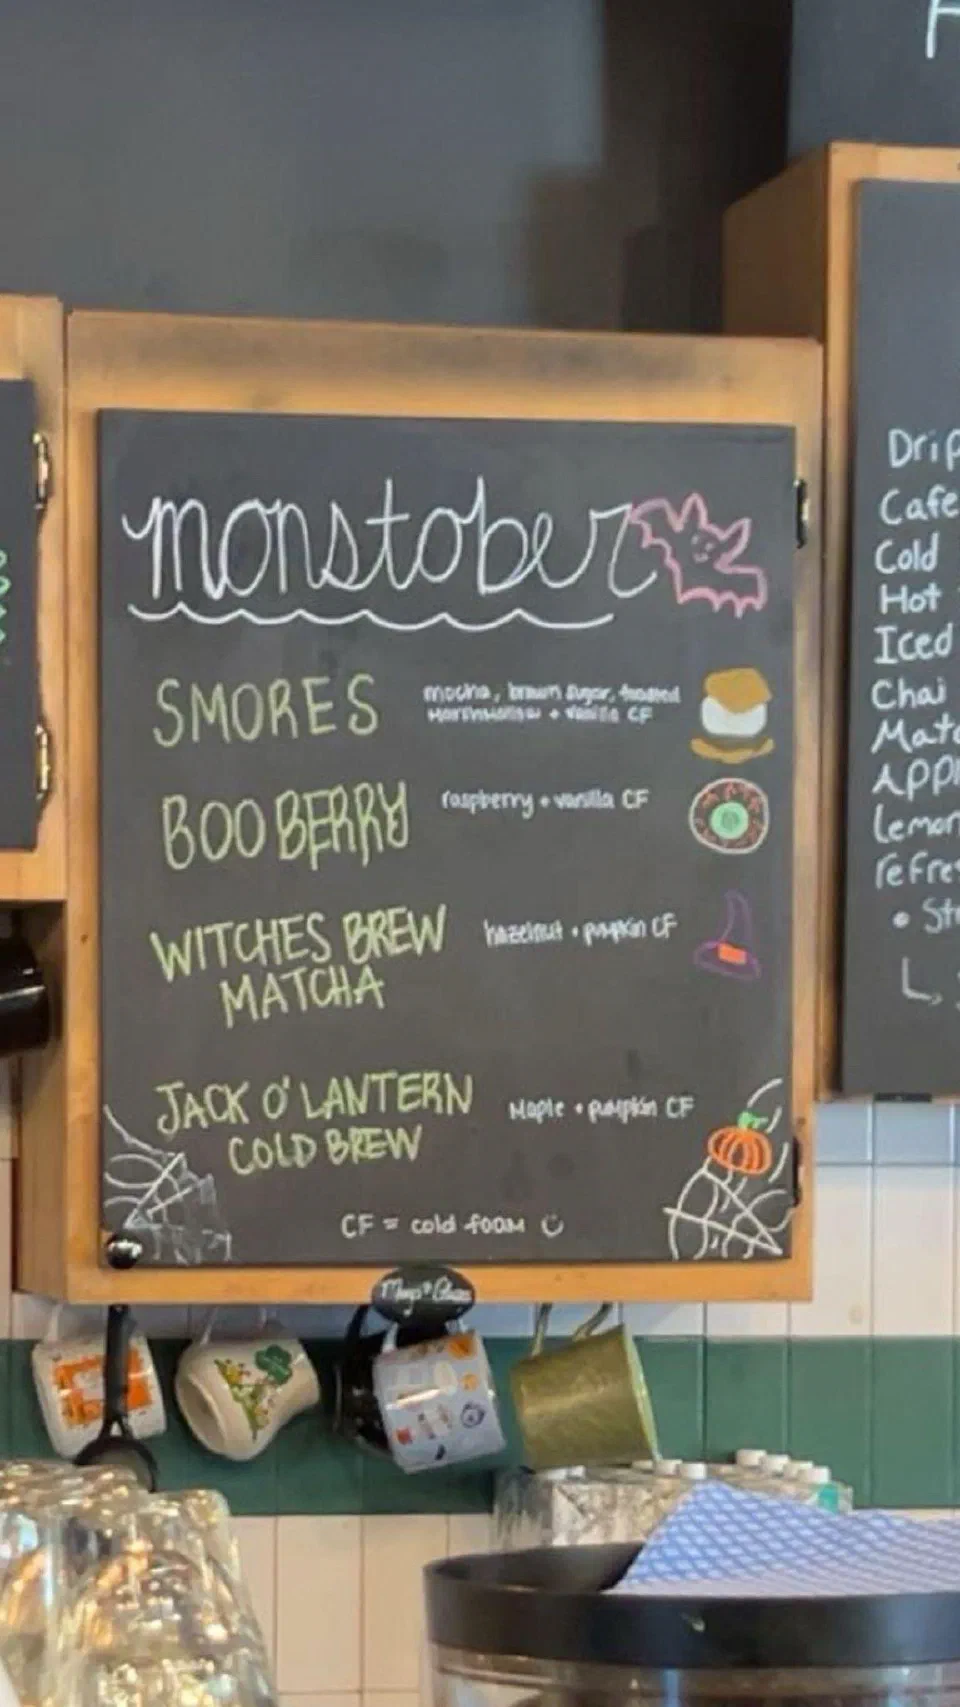 monstober
SMORES
mocha, brown sugar, toasted
Marshmallow + vanilla CF
BOO BERRY
raspberry + vanilla CF
WITCHES BREW
MATCHA
hazelnut + pumpkin CF
JACK O'LANTERN
COLD BREW
Maple + pumpkin CF
CF = cold foam
Drip
Cafe
Cold
Hot
Iced
Chai